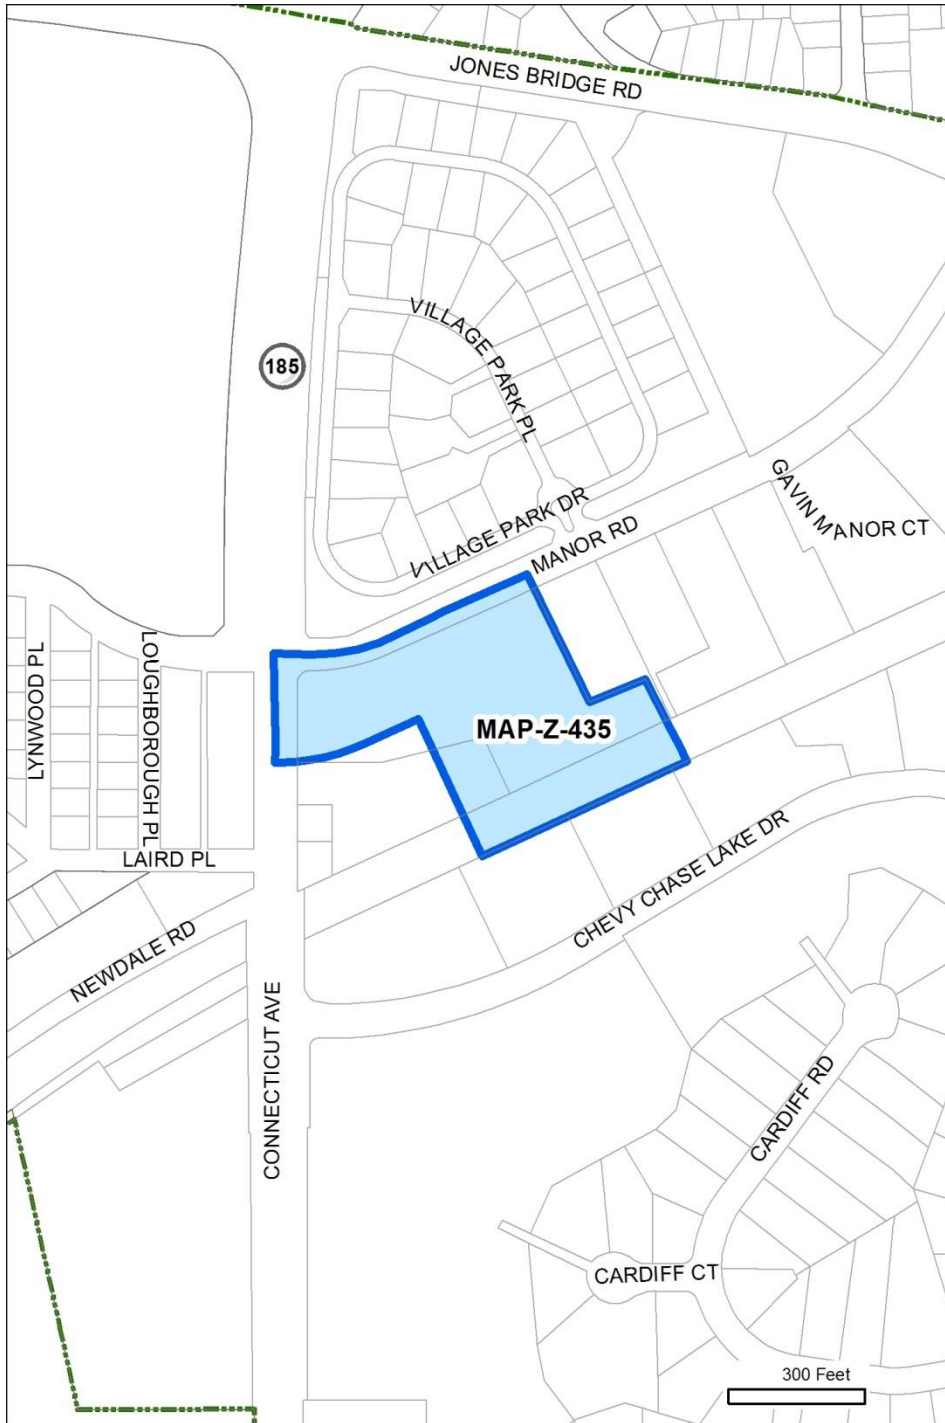 JONES BRIDGE RD
185
VILLAGE PARK PL
VILLAGE PARK DR
MANOR RD
GAVIN MANOR CT
LYNWOOD PL
LOUGHBOROUGH PL
MAP-Z-435
LAIRD PL
CHEVY CHASE LAKE DR
NEWDALE RD
CONNECTICUT AVE
CARDIFF RD
CARDIFF CT
300 Feet